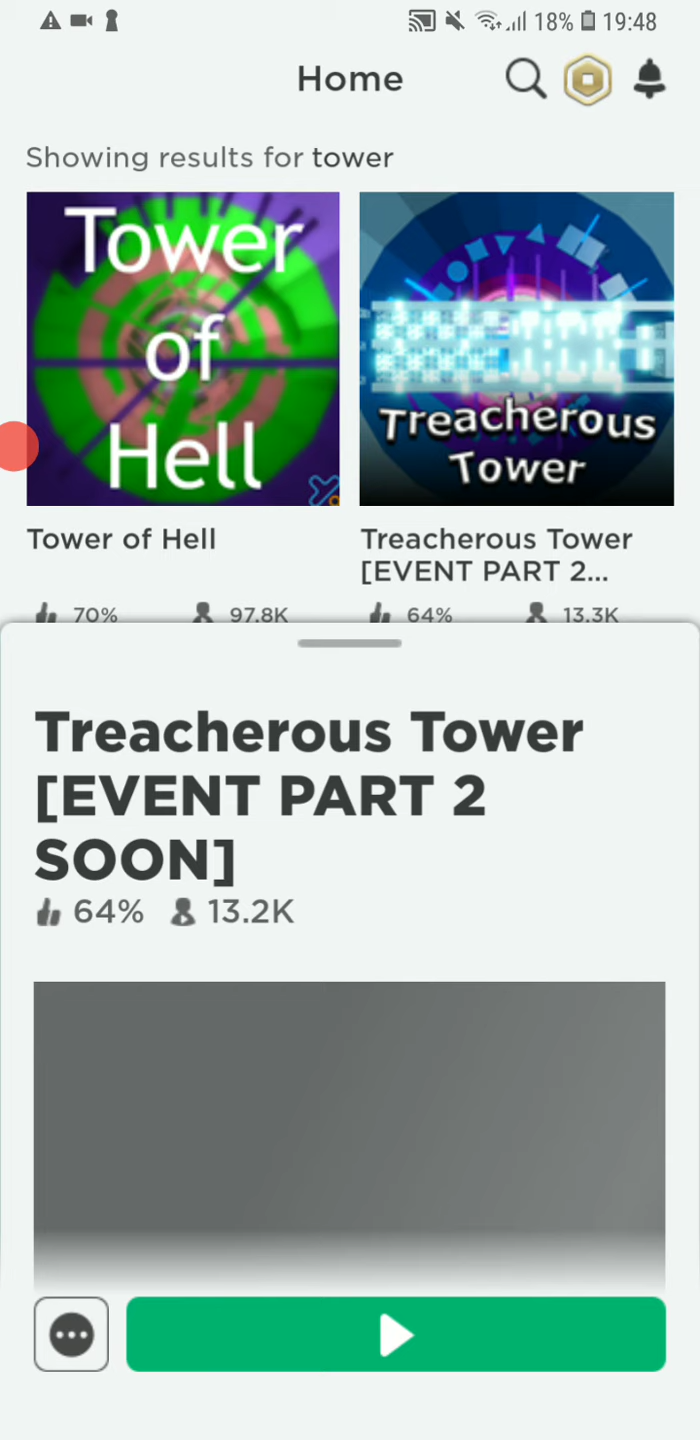 18% 19:48
Home
Showing results for tower
Tower
of
Hell
Treacherous
Tower
Tower of Hell
Treacherous Tower
[EVENT PART 2...
70% 97.8K 64% 13.3K
Treacherous Tower
[EVENT PART 2
SOON]
64% 13.2K